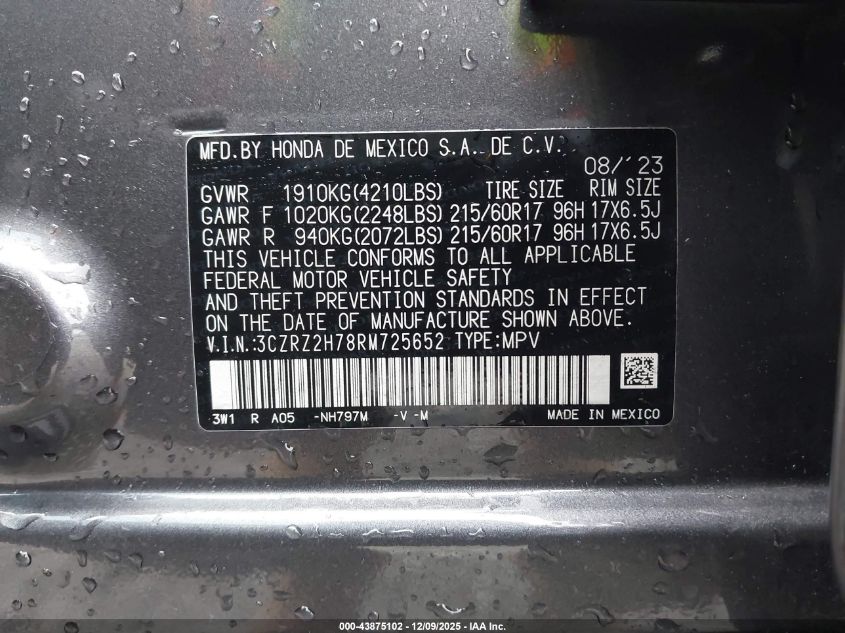 MFD.BY HONDA DE MEXICO S.A. DE C.V.
08/'23
GVWR 1910KG(4210LBS) TIRE SIZE RIM SIZE
GAWR F 1020KG(2248LBS) 215/60R17 96H 17X6.5J
GAWR R 940KG(2072LBS) 215/60R17 96H 17X6.5J
THIS VEHICLE CONFORMS TO ALL APPLICABLE
FEDERAL MOTOR VEHICLE SAFETY
AND THEFT PREVENTION STANDARDS IN EFFECT
ON THE DATE OF MANUFACTURE SHOWN ABOVE.
V.I.N.:3CZRZ2H78RM725652 TYPE:MPV
3W1 R A05 -NH797M -V -M MADE IN MEXICO
000-43875102 - 12/09/2025 - IAA Inc.